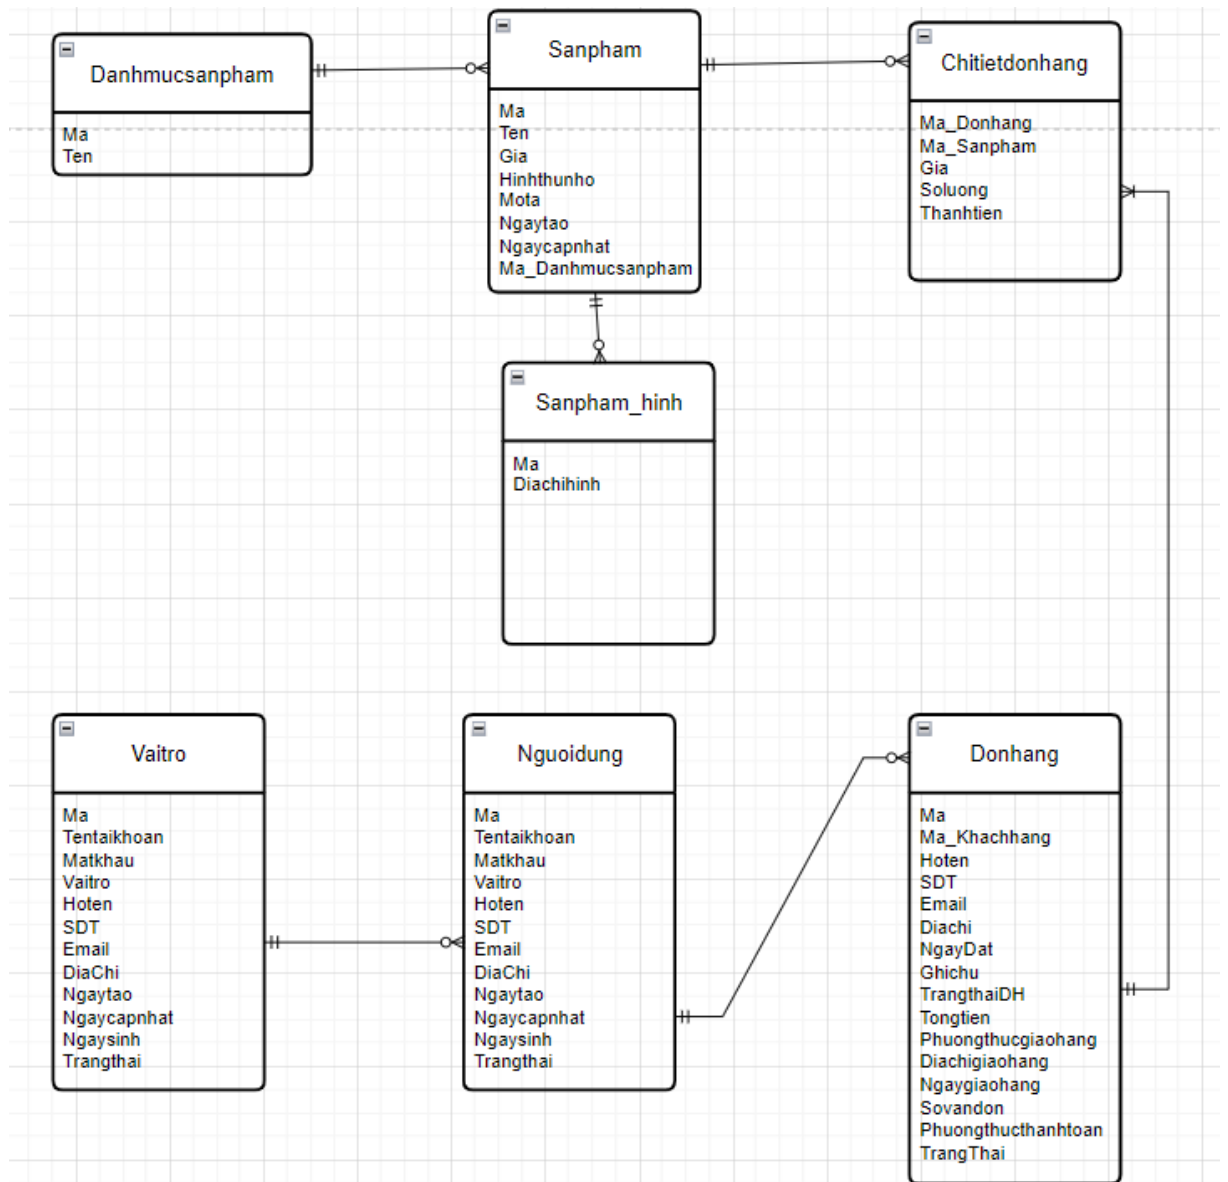 Danhmucsanpham
Ma
Ten
Sanpham
Ma
Ten
Gia
Hinhthunho
Mota
Ngaytao
Ngaycapnhat
Ma_Danhmucsanpham
Chitietdonhang
Ma_Donhang
Ma_Sanpham
Gia
Soluong
Thanhtien
Sanpham_hinh
Ma
Diachihinh
Vaitro
Ma
Tentaikhoan
Matkhau
Vaitro
Hoten
SDT
Email
DiaChi
Ngaytao
Ngaycapnhat
Ngaysinh
Trangthai
Nguoidung
Ma
Tentaikhoan
Matkhau
Vaitro
Hoten
SDT
Email
DiaChi
Ngaytao
Ngaycapnhat
Ngaysinh
Trangthai
Donhang
Ma
Ma_Khachhang
Hoten
SDT
Email
Diachi
NgayDat
Ghichu
TrangthaiDH
Tongtien
Phuongthucgiaohang
Diachigiaohang
Ngaygiaohang
Sovandon
Phuongthucthanhtoan
TrangThai